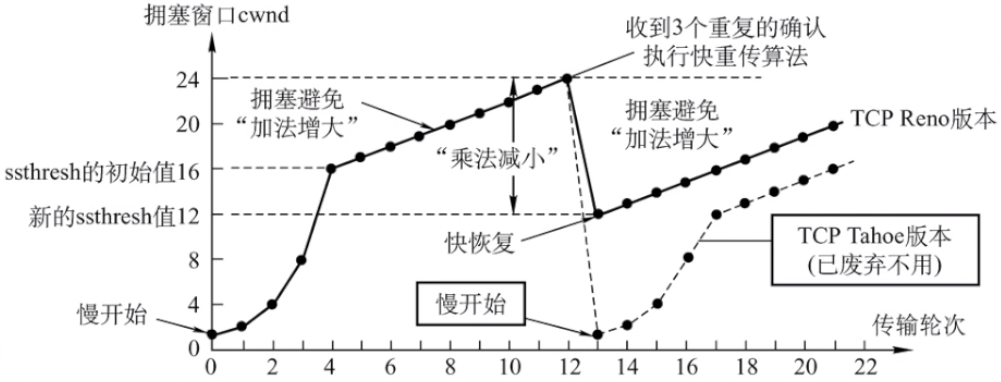 拥塞窗口cwnd
收到3个重复的确认
执行快重传算法
24
拥塞避免
“加法增大”
拥塞避免
“加法增大”
20
TCP Reno版本
“乘法减小”
ssthresh的初始值16
新的ssthresh值12
快恢复
TCP Tahoe版本
(已废弃不用)
8
4
慢开始
慢开始
传输轮次
0
0 2 4 6 8 10 12 14 16 18 20 22